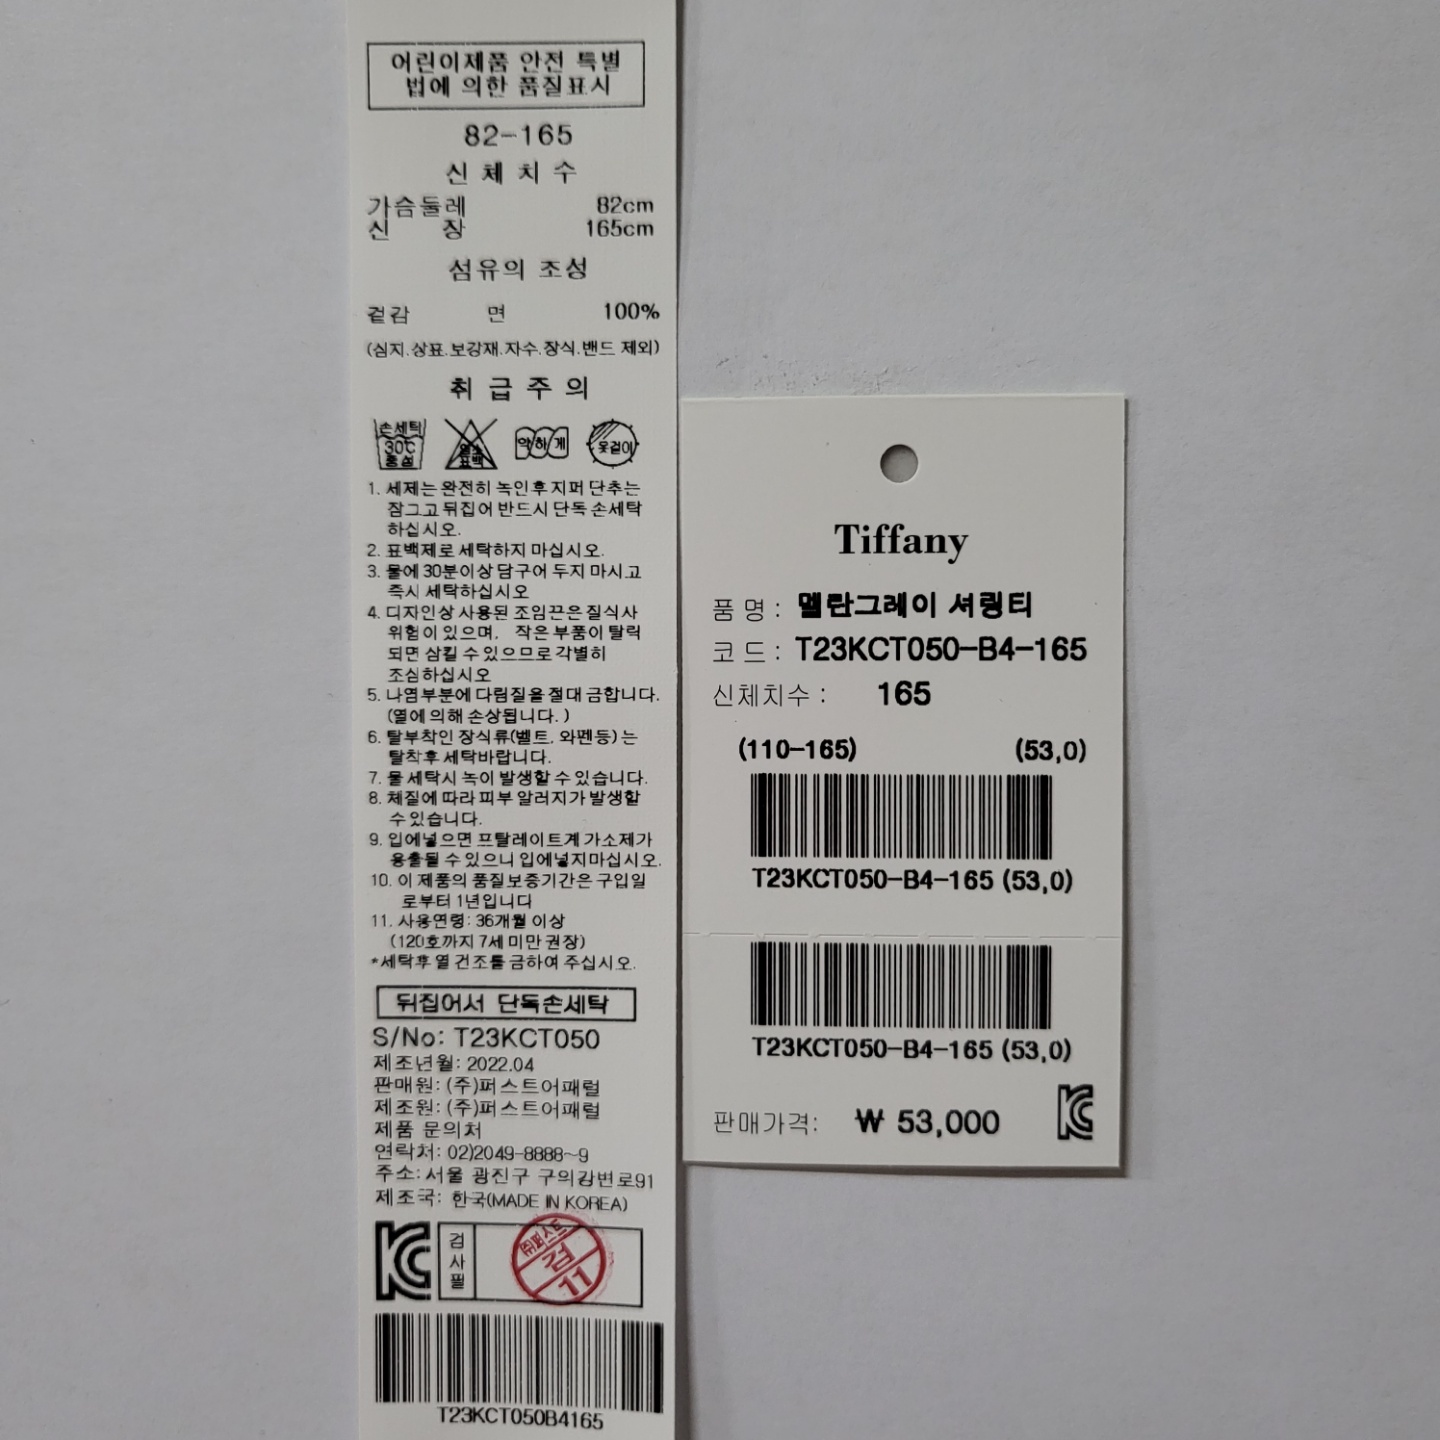 어린이제품 안전 특별
법에 의한 품질표시
82-165
신체치수
가슴둘레 82cm
신 장 165cm
섬유의 조성
겉감 면 100%
(심지.상표.보강재.자수.장식.밴드 제외)
취급주의
손세탁
30℃
중성
염소
표백
약하게
옷걸이
1. 세제는 완전히 녹인후 지퍼 단추는
잠그고 뒤집어 반드시 단독 손세탁
하십시오.
2. 표백제로 세탁하지 마십시오.
3. 물에 30분이상 담구어 두지 마시고
즉시 세탁하십시오
4. 디자인상 사용된 조임끈은 질식사
위험이 있으며, 작은 부품이 탈락
되면 삼킬 수 있으므로 각별히
조심하십시오
5. 나염부분에 다림질을 절대 금합니다.
(열에 의해 손상됩니다.)
6. 탈부착인 장식류(벨트, 와펜등)는
탈착후 세탁바랍니다.
7. 물 세탁시 녹이 발생할 수 있습니다.
8. 체질에 따라 피부 알러지가 발생할
수 있습니다.
9. 입에넣으면 프탈레이트계 가소제가
용출될 수 있으니 입에넣지마십시오.
10. 이 제품의 품질보증기간은 구입일
로부터 1년입니다
11. 사용연령: 36개월 이상
(120호까지 7세 미만 권장)
*세탁후 열 건조를 금하여 주십시오.
뒤집어서 단독손세탁
S/No: T23KCT050
제조년월: 2022.04
판매원: (주)퍼스트어패럴
제조원: (주)퍼스트어패럴
제품 문의처
연락처: 02)2049-8888~9
주소: 서울 광진구 구의강변로91
제조국: 한국(MADE IN KOREA)
KC
검사필
㈜퍼스트
검
11
T23KCT050B4165
Tiffany
품 명 : 멜란그레이 셔링티
코 드 : T23KCT050-B4-165
신체치수 : 165
(110-165) (53,0)
T23KCT050-B4-165 (53,0)
T23KCT050-B4-165 (53,0)
판매가격: ₩ 53,000
KC